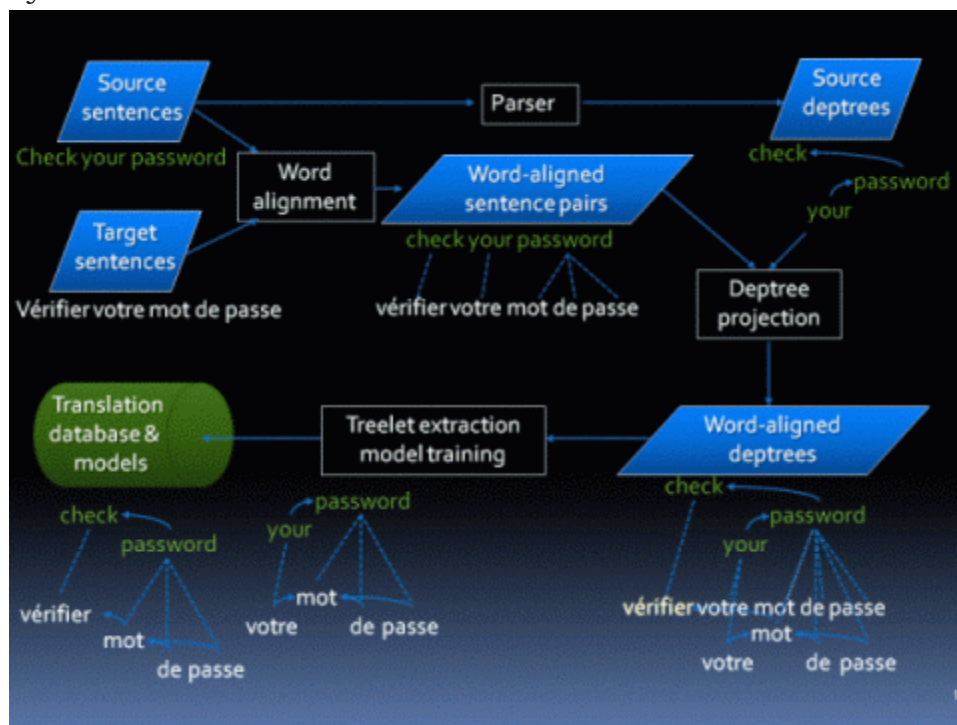 Source
sentences
Check your password
Parser
Source
deptrees
check
password
your
Word
alignment
Word-aligned
sentence pairs
check your password
vérifier votre mot de passe
Target
sentences
Vérifier votre mot de passe
Deptree
projection
Translation
database &
models
Treelet extraction
model training
Word-aligned
deptrees
check
password
vérifier
mot
de passe
password
your
mot
votre
de passe
check
password
your
vérifier votre mot de passe
mot
votre
de passe